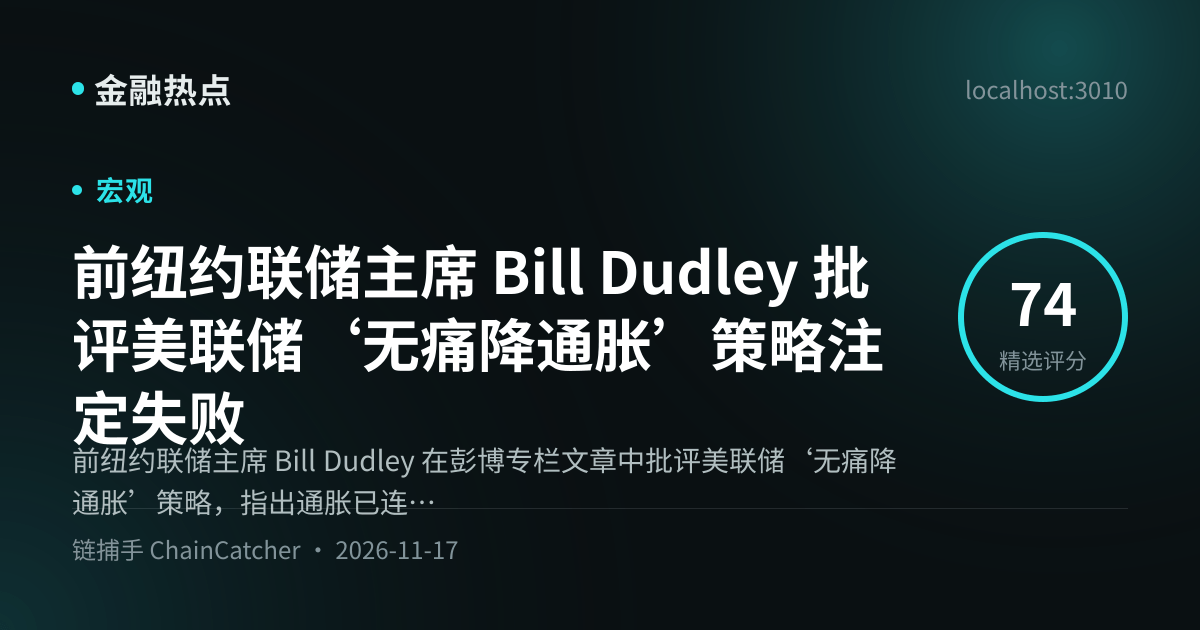 金融热点
localhost:3010
宏观
前纽约联储主席 Bill Dudley 批
评美联储 ‘无痛降通胀’ 策略注
定失败
74
精选评分
前纽约联储主席 Bill Dudley 在彭博专栏文章中批评美联储 ‘无痛降
通胀’ 策略，指出通胀已连…
链捕手 ChainCatcher · 2026-11-17